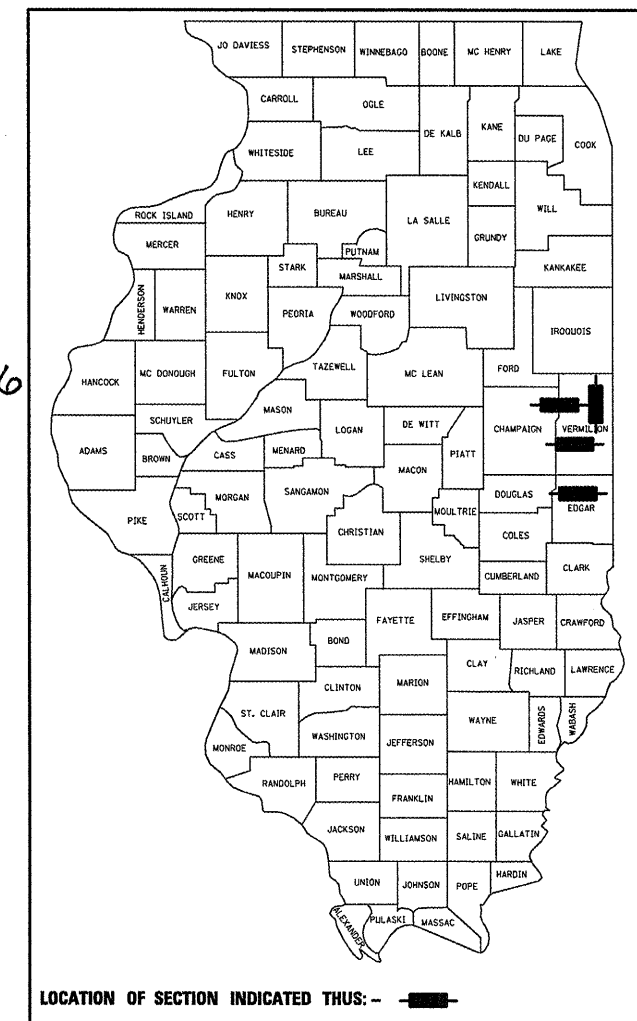 JO DAVIESS STEPHENSON WINNEBAGO BOONE MC HENRY LAKE
CARROLL OGLE DE KALB KANE DU PAGE COOK
WHITESIDE LEE KENDALL WILL
ROCK ISLAND HENRY BUREAU LA SALLE GRUNDY
MERCER PUTNAM KANKAKEE
STARK MARSHALL
HENDERSON WARREN KNOX PEORIA WOODFORD LIVINGSTON IROQUOIS
6
HANCOCK MC DONOUGH FULTON TAZEWELL MC LEAN FORD
SCHUYLER MASON LOGAN DE WITT CHAMPAIGN VERMILION
ADAMS BROWN CASS MENARD MACON PIATT
PIKE SCOTT MORGAN SANGAMON MOULTRIE DOUGLAS EDGAR
CHRISTIAN COLES
CALHOUN GREENE MACOUPIN MONTGOMERY SHELBY CUMBERLAND CLARK
JERSEY FAYETTE EFFINGHAM JASPER CRAWFORD
MADISON BOND CLAY RICHLAND LAWRENCE
CLINTON MARION
ST. CLAIR WASHINGTON WAYNE EDWARDS WABASH
MONROE JEFFERSON
RANDOLPH PERRY HAMILTON WHITE
FRANKLIN
JACKSON WILLIAMSON SALINE GALLATIN
UNION JOHNSON POPE HARDIN
ALEXANDER PULASKI MASSAC
LOCATION OF SECTION INDICATED THUS: -